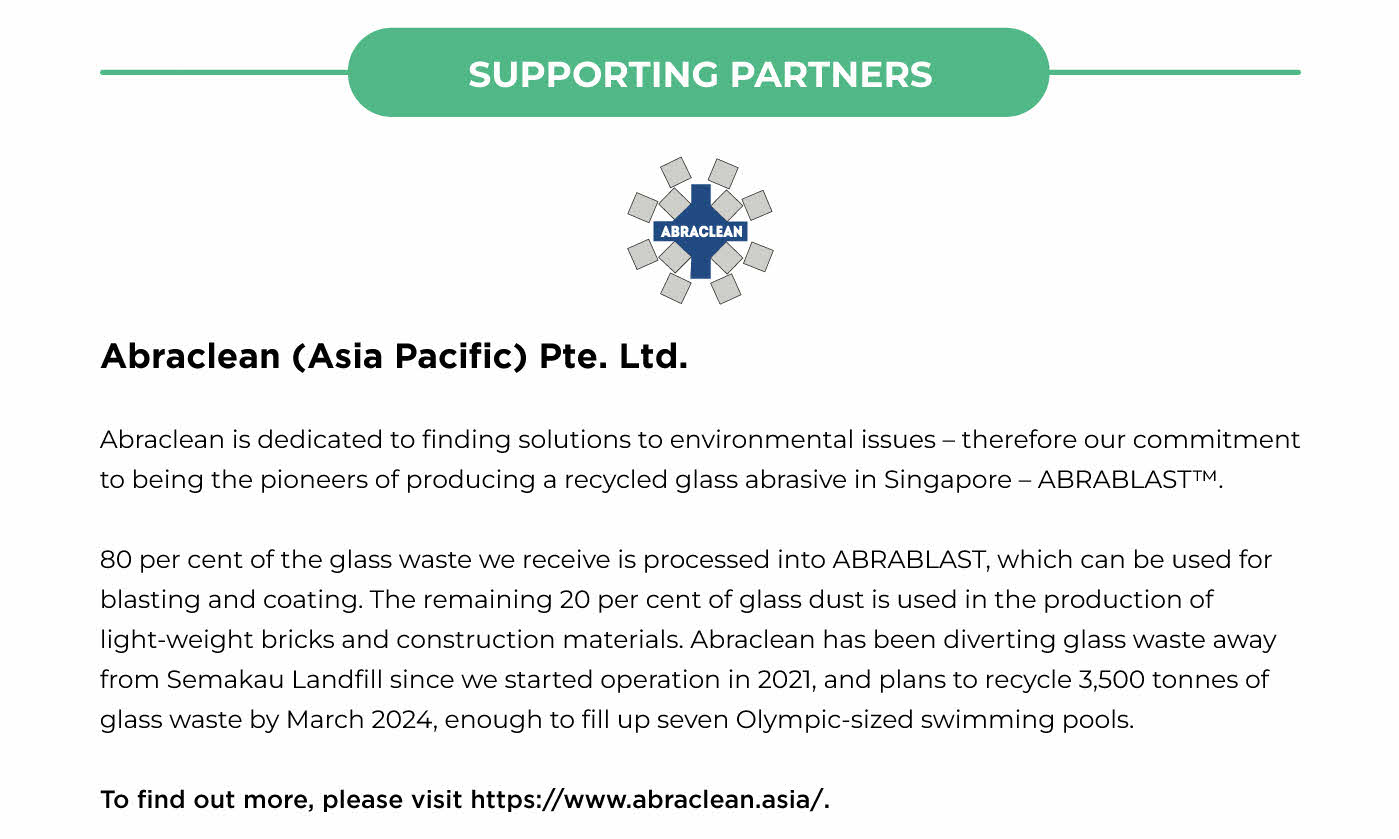 SUPPORTING PARTNERS
ABRACLEAN
Abraclean (Asia Pacific) Pte. Ltd.
Abraclean is dedicated to finding solutions to environmental issues – therefore our commitment
to being the pioneers of producing a recycled glass abrasive in Singapore – ABRABLAST™.
80 per cent of the glass waste we receive is processed into ABRABLAST, which can be used for
blasting and coating. The remaining 20 per cent of glass dust is used in the production of
light-weight bricks and construction materials. Abraclean has been diverting glass waste away
from Semakau Landfill since we started operation in 2021, and plans to recycle 3,500 tonnes of
glass waste by March 2024, enough to fill up seven Olympic-sized swimming pools.
To find out more, please visit https://www.abraclean.asia/.